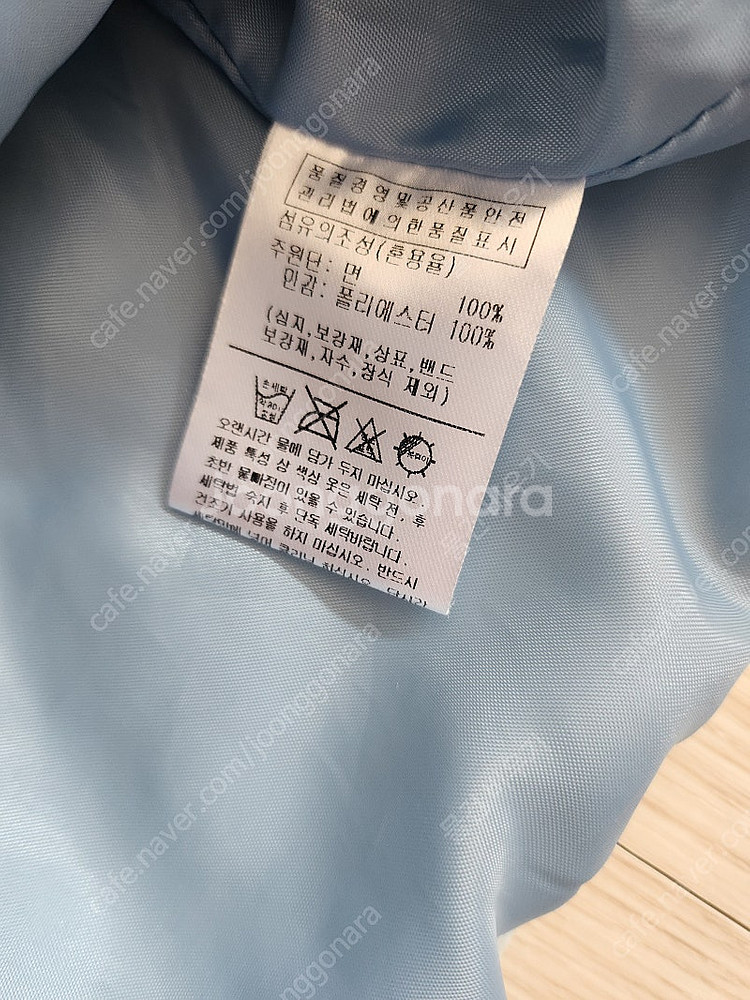 품질경영및공산품안전
관리법에의한품질표시
섬유의조성(혼용율)
주원단: 면 100%
안감: 폴리에스터 100%
(심지,보강재,상표,밴드
보강재,자수,장식 제외)
손세탁
오랜시간 물에 담가 두지 마십시오.
제품 특성 상 색상 옷은 세탁 전, 후
초반 물빠짐이 있을 수 있습니다.
세탁법 숙지 후 단독 세탁바랍니다.
건조기 사용을 하지 마십시오. 반드시
joonggonara
cafe.naver.com/joonggonara